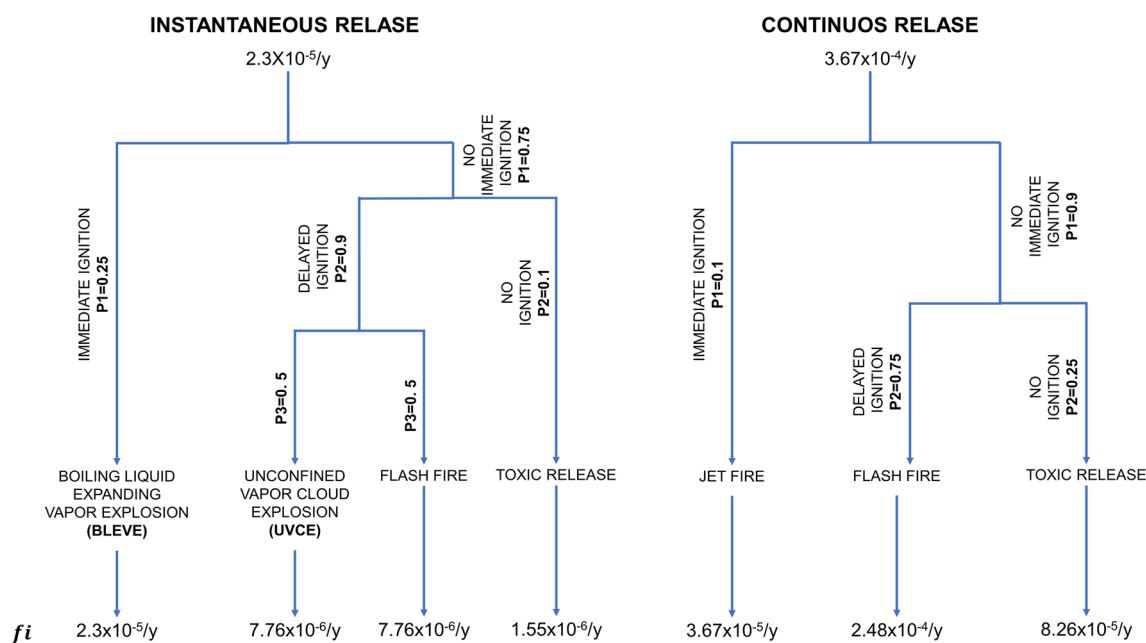 INSTANTANEOUS RELASE
2.3X10⁻⁵/y
IMMEDIATE IGNITION
P1=0.25
NO
IMMEDIATE
IGNITION
P1=0.75
DELAYED
IGNITION
P2=0.9
NO
IGNITION
P2=0.1
P3=0. 5
P3=0. 5
BOILING LIQUID
EXPANDING
VAPOR EXPLOSION
(BLEVE)
UNCONFINED
VAPOR CLOUD
EXPLOSION
(UVCE)
FLASH FIRE
TOXIC RELEASE
CONTINUOS RELASE
3.67x10⁻⁴/y
IMMEDIATE IGNITION
P1=0.1
NO
IMMEDIATE
IGNITION
P1=0.9
DELAYED
IGNITION
P2=0.75
NO
IGNITION
P2=0.25
JET FIRE
FLASH FIRE
TOXIC RELEASE
fi
2.3x10⁻⁵/y
7.76x10⁻⁶/y
7.76x10⁻⁶/y
1.55x10⁻⁶/y
3.67x10⁻⁵/y
2.48x10⁻⁴/y
8.26x10⁻⁵/y